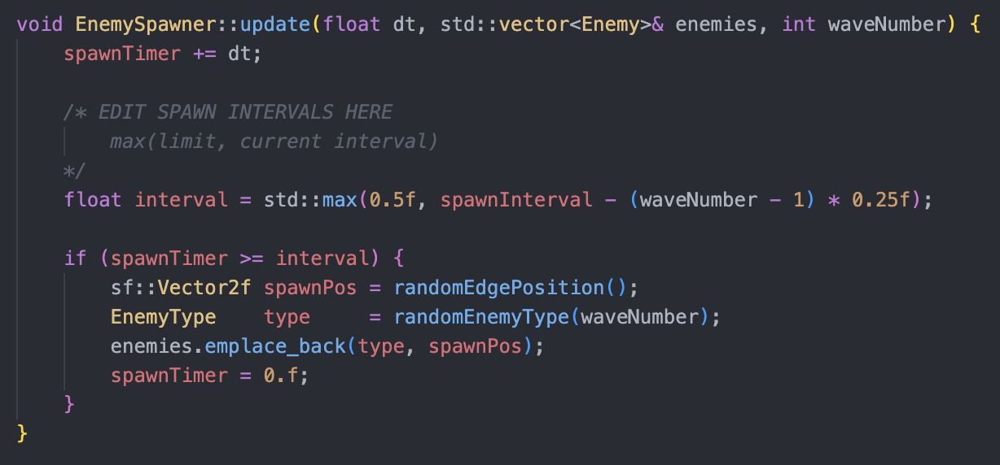 void EnemySpawner::update(float dt, std::vector<Enemy>& enemies, int waveNumber) {
    spawnTimer += dt;
    /* EDIT SPAWN INTERVALS HERE
        max(limit, current interval)
    */
    float interval = std::max(0.5f, spawnInterval - (waveNumber - 1) * 0.25f);
    if (spawnTimer >= interval) {
        sf::Vector2f spawnPos = randomEdgePosition();
        EnemyType    type     = randomEnemyType(waveNumber);
        enemies.emplace_back(type, spawnPos);
        spawnTimer = 0.f;
    }
}